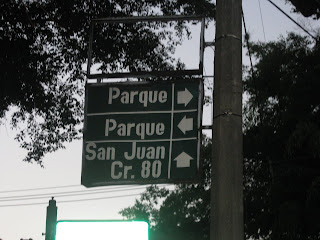 Parque →
Parque ←
San Juan ↑
Cr. 80